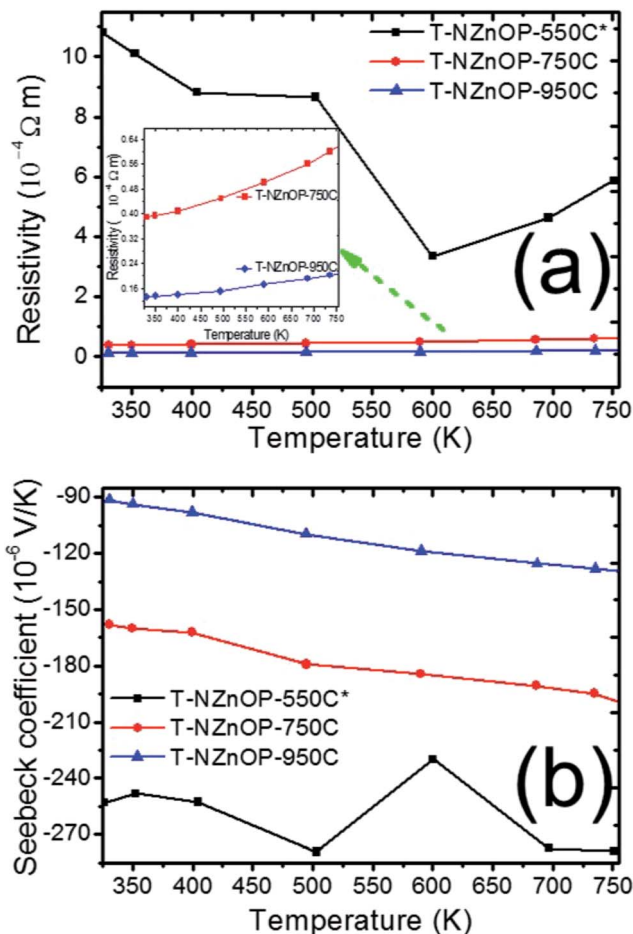 10
8
6
4
2
0
Resistivity (10⁻⁴ Ω m)
T-NZnOP-550C*
T-NZnOP-750C
T-NZnOP-950C
0.64
0.56
0.48
0.40
0.32
0.24
0.16
Resistivity ( 10⁻⁴ Ω m)
T-NZnOP-750C
T-NZnOP-950C
350 400 450 500 550 600 650 700 750
Temperature (K)
(a)
350 400 450 500 550 600 650 700 750
Temperature (K)
-90
-120
-150
-180
-210
-240
-270
Seebeck coefficient (10⁻⁶ V/K)
T-NZnOP-550C*
T-NZnOP-750C
T-NZnOP-950C
(b)
350 400 450 500 550 600 650 700 750
Temperature (K)